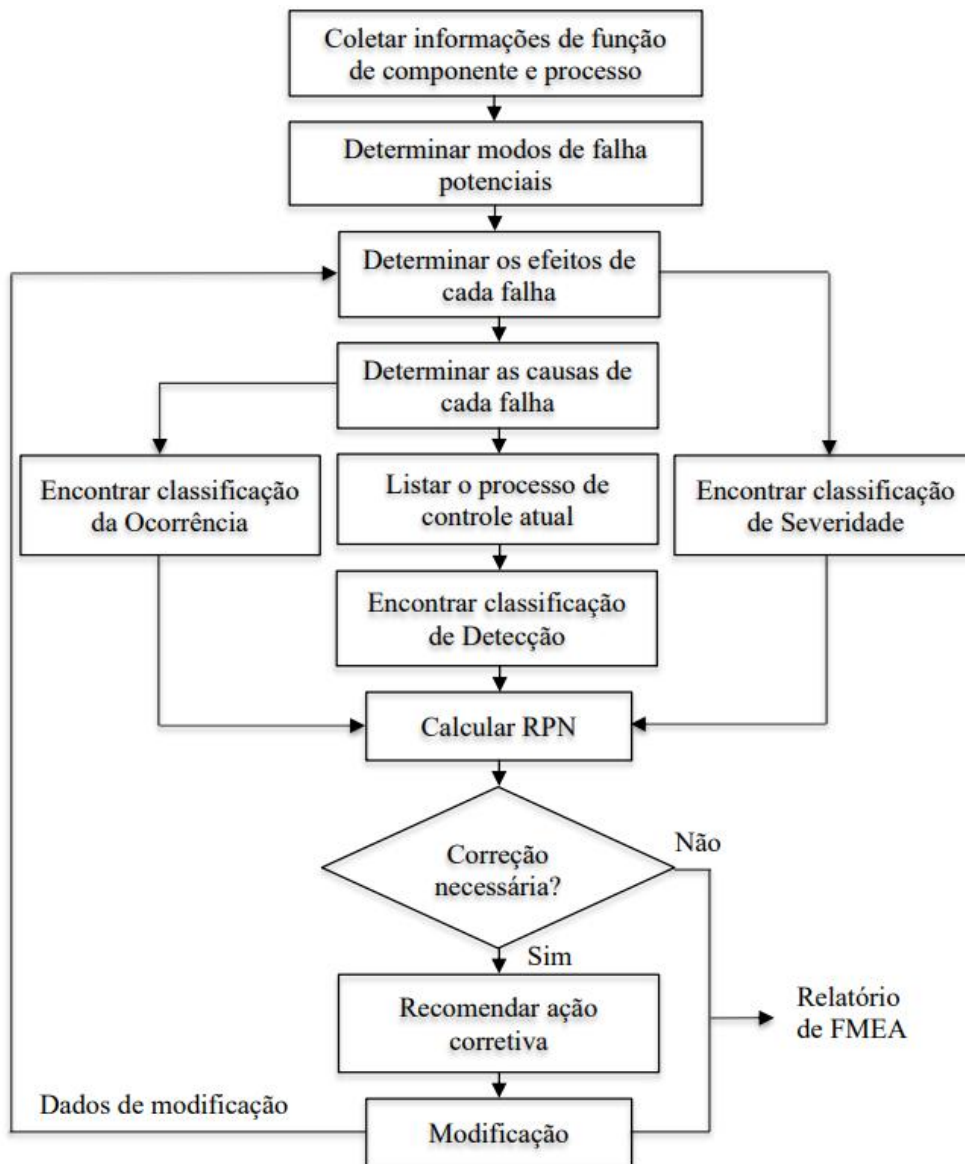 Coletar informações de função
de componente e processo
Determinar modos de falha
potenciais
Determinar os efeitos de
cada falha
Determinar as causas de
cada falha
Encontrar classificação
da Ocorrência
Listar o processo de
controle atual
Encontrar classificação
de Severidade
Encontrar classificação
de Detecção
Calcular RPN
Correção
necessária?
Não
Sim
Recomendar ação
corretiva
Relatório
de FMEA
Dados de modificação
Modificação